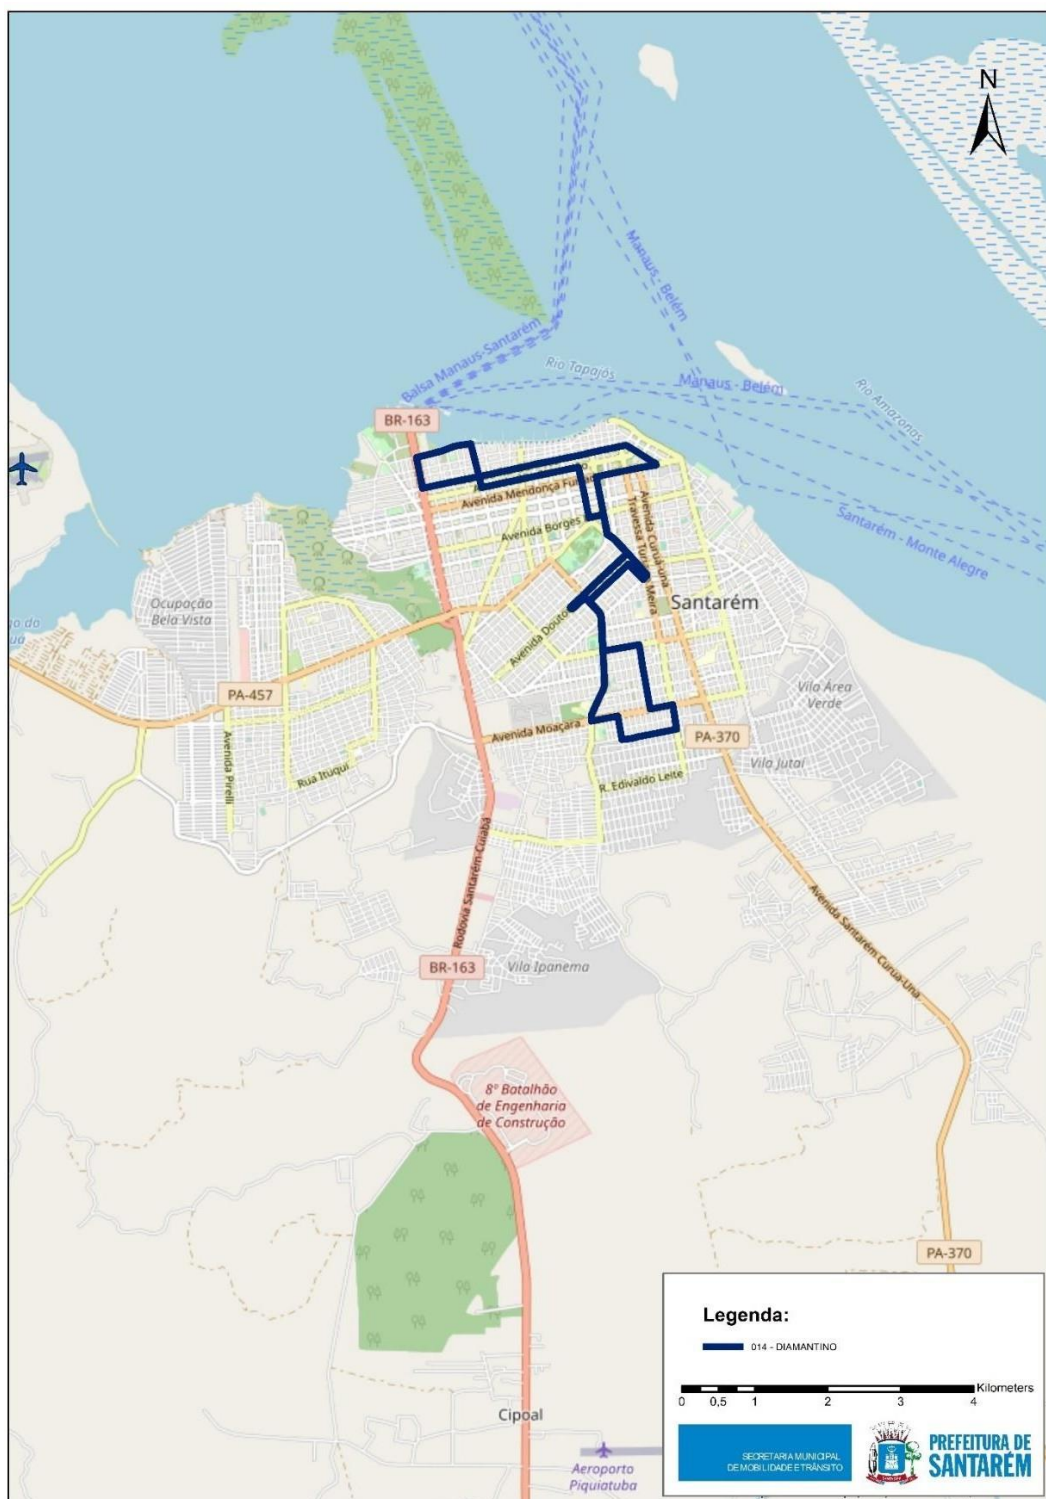 N
Manaus - Belém
Balsa Manaus-Santarém
Rio Tapajós
Manaus - Belém
Rio Amazonas
BR-163
Avenida Mendonça Furtado
Santarém - Monte Alegre
Avenida Borges
Avenida Curuá-una
Travessa Turiano Meira
Ocupação
Bela Vista
Santarém
Avenida Douto
PA-457
Vila Área
Verde
Avenida Moaçara
PA-370
Avenida Pirelli
Rua Ituqui
Vila Jutaí
R. Edivaldo Leite
Rodovia Santarém-Cuiabá
Avenida Santarém Curuá-Una
BR-163
Vila Ipanema
8º Batalhão
de Engenharia
de Construção
PA-370
Cipoal
Aeroporto
Piquiatuba
Legenda:
014 - DIAMANTINO
Kilometers
0 0,5 1 2 3 4
SECRETARIA MUNICIPAL
DE MOBILIDADE E TRÂNSITO
PREFEITURA DE
SANTARÉM